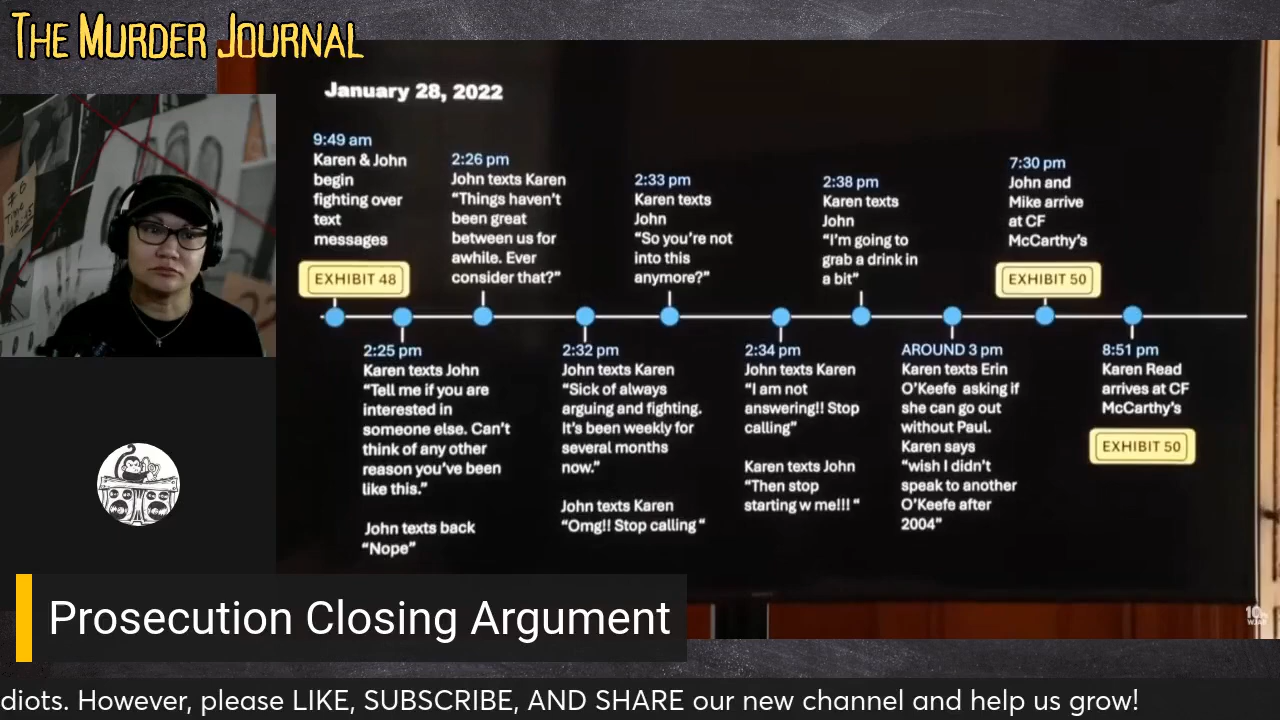 THE MURDER JOURNAL
January 28, 2022
9:49 am
Karen & John
begin
fighting over
text
messages
EXHIBIT 48
2:25 pm
Karen texts John
“Tell me if you are
interested in
someone else. Can’t
think of any other
reason you’ve been
like this.”
John texts back
“Nope”
2:26 pm
John texts Karen
“Things haven’t
been great
between us for
awhile. Ever
consider that?”
2:32 pm
John texts Karen
“Sick of always
arguing and fighting.
It’s been weekly for
several months
now.”
John texts Karen
“Omg!! Stop calling “
2:33 pm
Karen texts
John
“So you’re not
into this
anymore?”
2:34 pm
John texts Karen
“I am not
answering!! Stop
calling”
Karen texts John
“Then stop
starting w me!!! “
2:38 pm
Karen texts
John
“I’m going to
grab a drink in
a bit”
AROUND 3 pm
Karen texts Erin
O’Keefe asking if
she can go out
without Paul.
Karen says
“wish I didn’t
speak to another
O’Keefe after
2004”
7:30 pm
John and
Mike arrive
at CF
McCarthy’s
EXHIBIT 50
8:51 pm
Karen Read
arrives at CF
McCarthy’s
EXHIBIT 50
10
WJAR
Prosecution Closing Argument
diots. However, please LIKE, SUBSCRIBE, AND SHARE our new channel and help us grow!